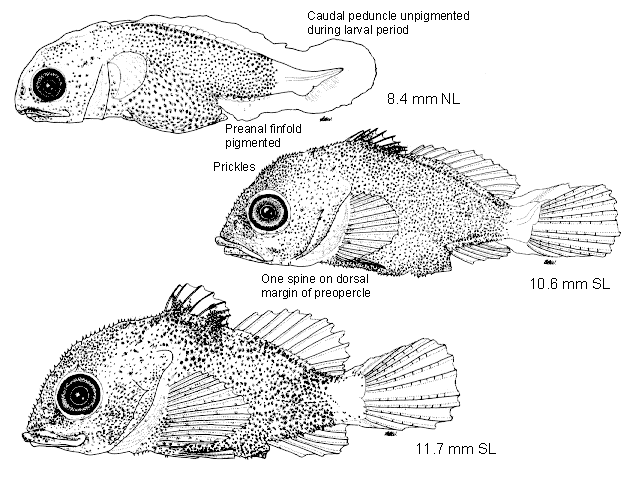 Caudal peduncle unpigmented
during larval period
8.4 mm NL
Preanal finfold
pigmented
Prickles
One spine on dorsal
margin of preopercle
10.6 mm SL
11.7 mm SL